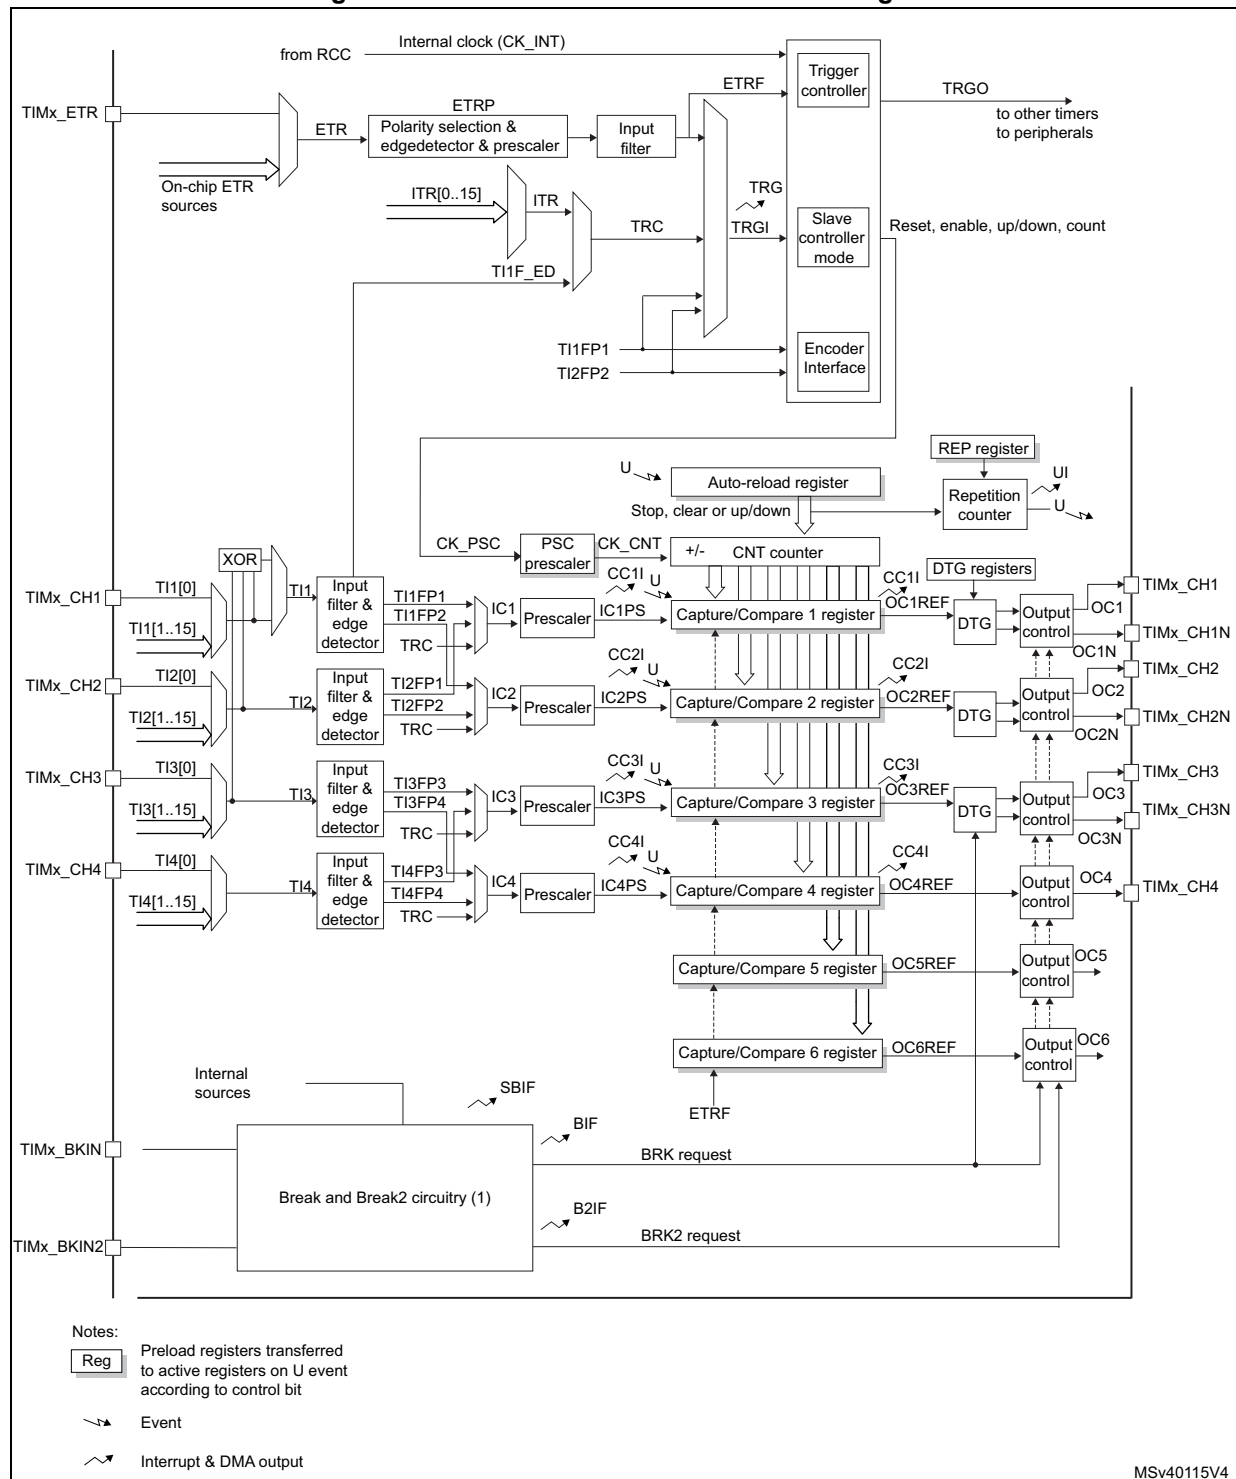 Internal clock (CK_INT)
from RCC
Trigger
controller
ETRF
TRGO
to other timers
to peripherals
TIMx_ETR
ETR
ETRP
Polarity selection &
edgedetector & prescaler
Input
filter
On-chip ETR
sources
ITR[0..15]
ITR
TRC
TRG
TRGI
Slave
controller
mode
Reset, enable, up/down, count
TI1F_ED
TI1FP1
TI2FP2
Encoder
Interface
REP register
U
Auto-reload register
UI
Repetition
counter
U
Stop, clear or up/down
CK_PSC
PSC
prescaler
CK_CNT
+/-
CNT counter
XOR
DTG registers
TIMx_CH1
TI1[0]
TI1[1..15]
TI1
Input
filter &
edge
detector
TI1FP1
TI1FP2
TRC
IC1
Prescaler
IC1PS
CC1I
U
Capture/Compare 1 register
CC1I
OC1REF
DTG
Output
control
OC1
OC1N
TIMx_CH1
TIMx_CH1N
TIMx_CH2
TI2[0]
TI2[1..15]
TI2
Input
filter &
edge
detector
TI2FP1
TI2FP2
TRC
IC2
Prescaler
IC2PS
CC2I
U
Capture/Compare 2 register
CC2I
OC2REF
DTG
Output
control
OC2
OC2N
TIMx_CH2
TIMx_CH2N
TIMx_CH3
TI3[0]
TI3[1..15]
TI3
Input
filter &
edge
detector
TI3FP3
TI3FP4
TRC
IC3
Prescaler
IC3PS
CC3I
U
Capture/Compare 3 register
CC3I
OC3REF
DTG
Output
control
OC3
OC3N
TIMx_CH3
TIMx_CH3N
TIMx_CH4
TI4[0]
TI4[1..15]
TI4
Input
filter &
edge
detector
TI4FP3
TI4FP4
TRC
IC4
Prescaler
IC4PS
CC4I
U
Capture/Compare 4 register
CC4I
OC4REF
Output
control
OC4
TIMx_CH4
Capture/Compare 5 register
OC5REF
Output
control
OC5
Capture/Compare 6 register
OC6REF
Output
control
OC6
ETRF
Internal
sources
SBIF
TIMx_BKIN
BIF
BRK request
Break and Break2 circuitry (1)
B2IF
BRK2 request
TIMx_BKIN2
Notes:
Reg
Preload registers transferred
to active registers on U event
according to control bit
Event
Interrupt & DMA output
MSv40115V4